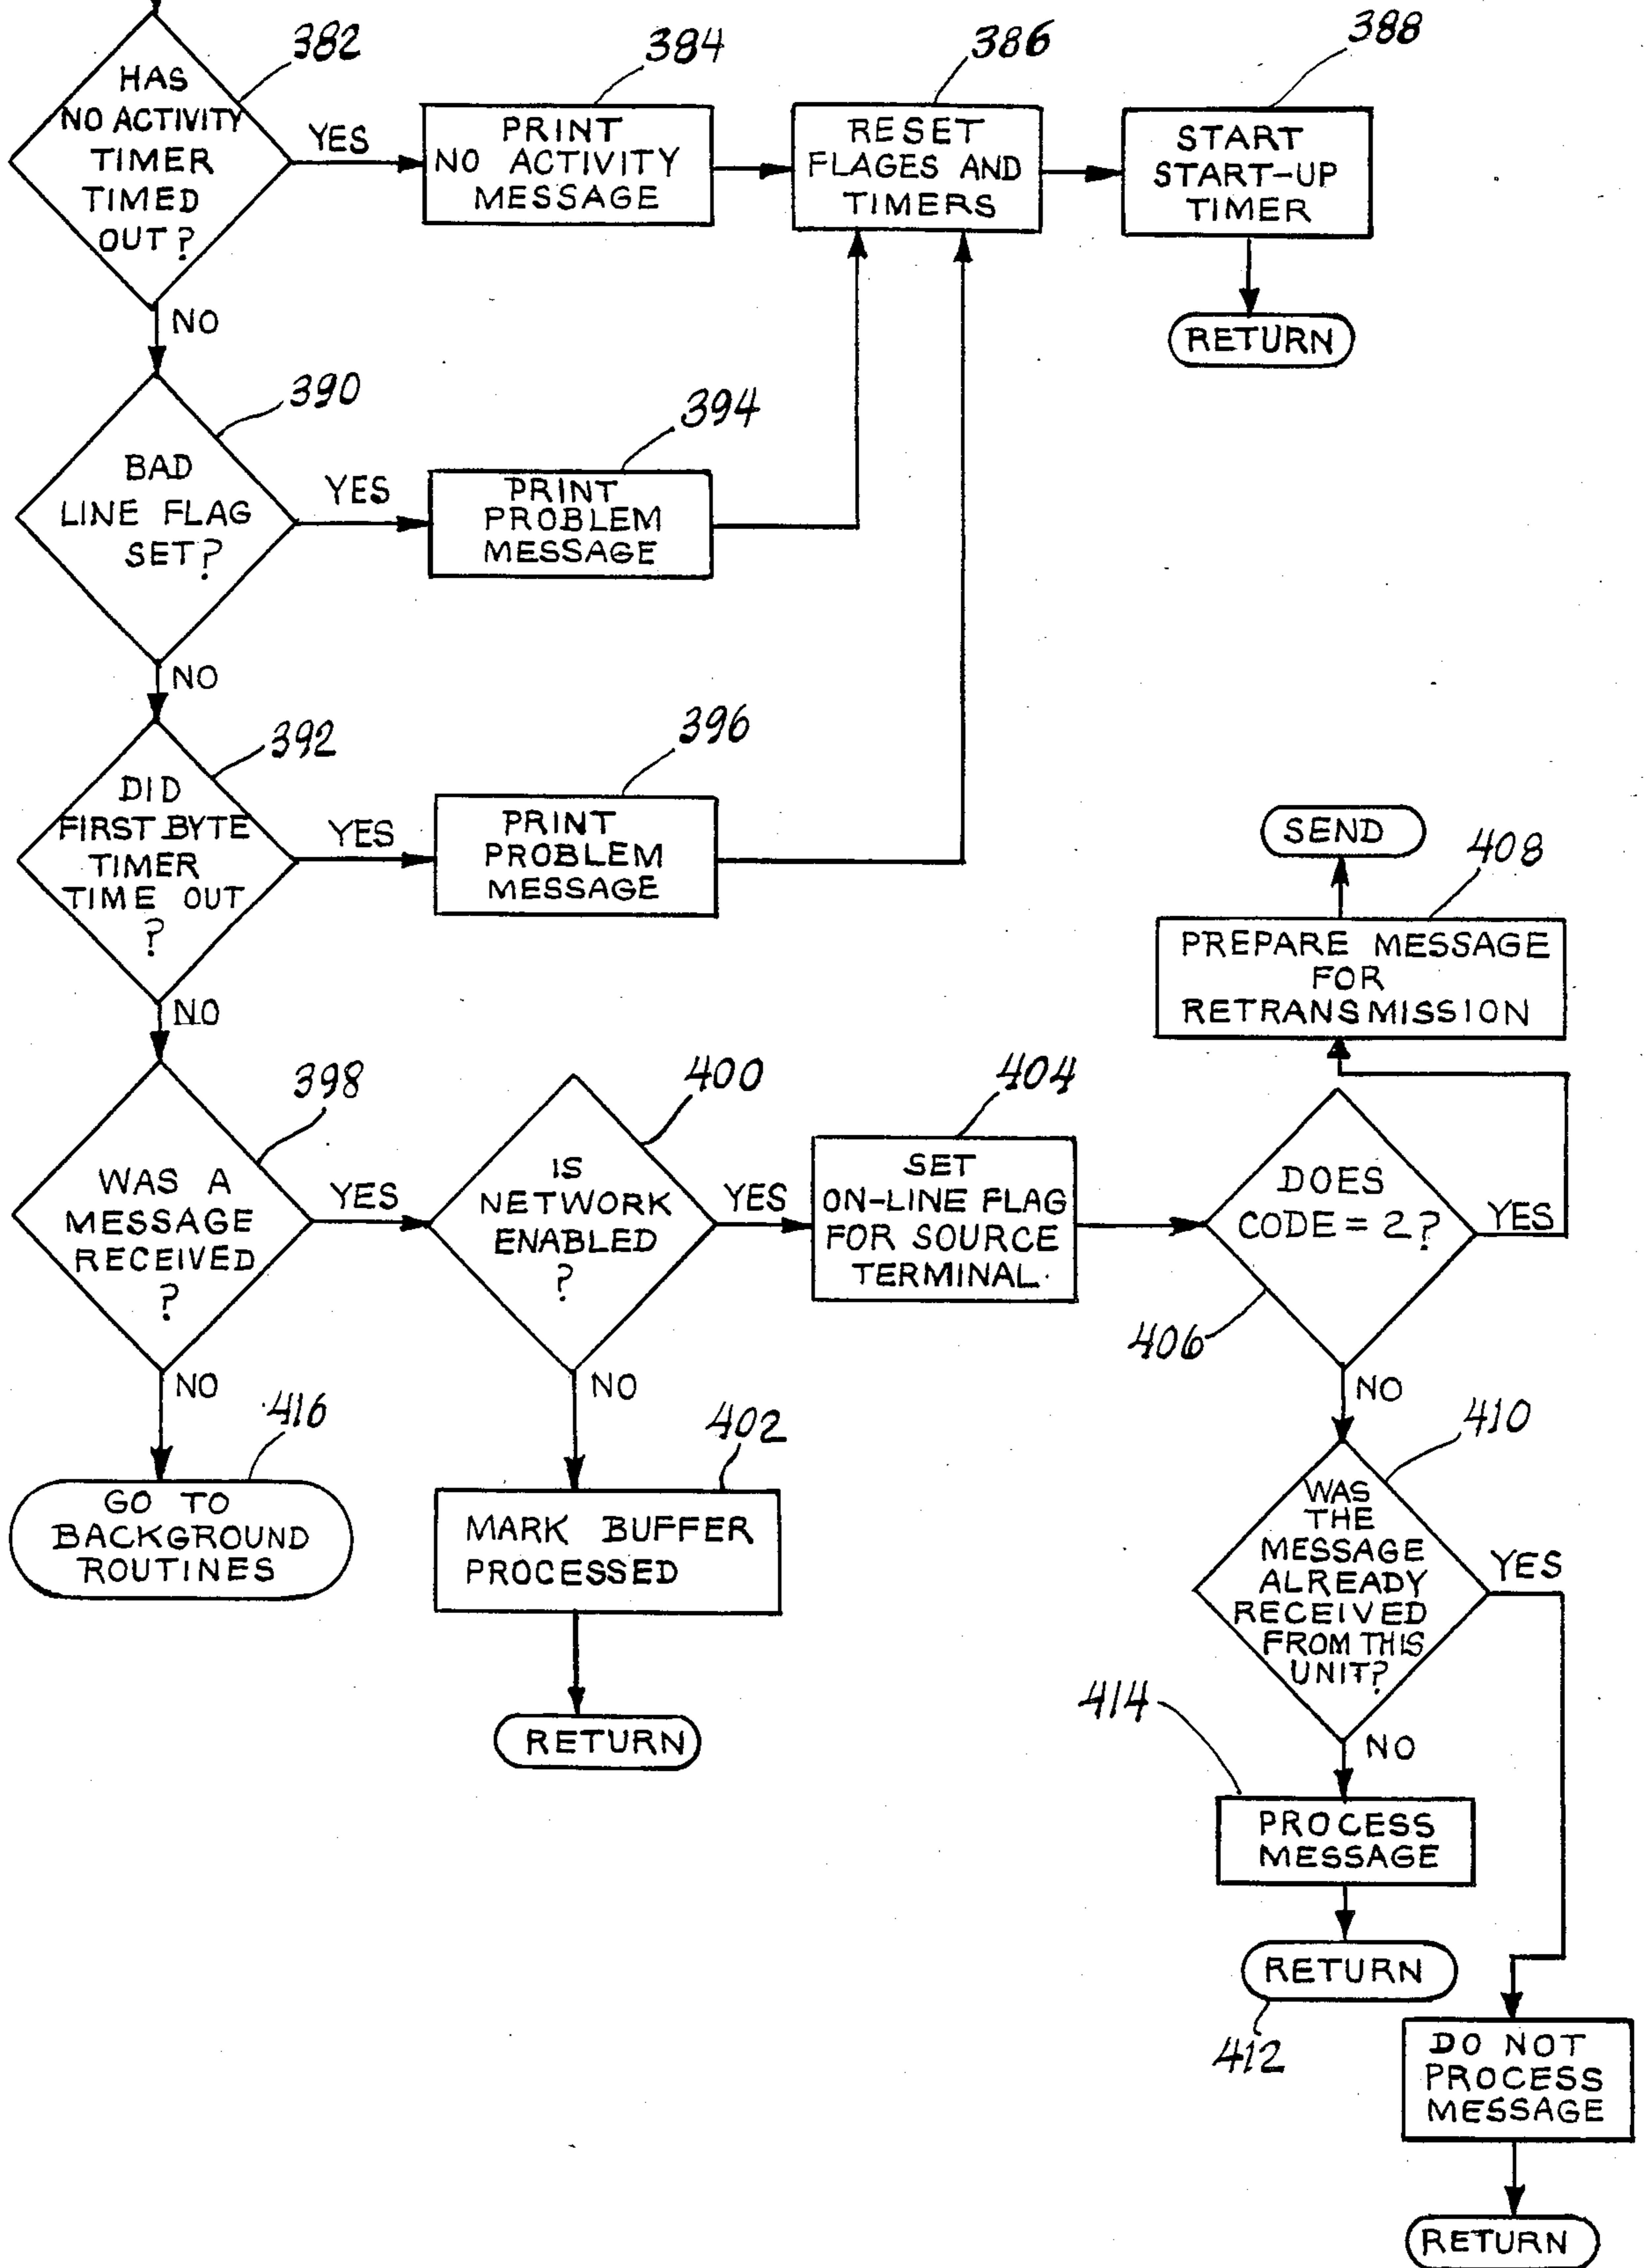 382
384
386
388
HAS
NO ACTIVITY
TIMER
TIMED
OUT?
YES
PRINT
NO ACTIVITY
MESSAGE
RESET
FLAGES AND
TIMERS
START
START-UP
TIMER
NO
RETURN
390
394
BAD
LINE FLAG
SET?
YES
PRINT
PROBLEM
MESSAGE
NO
392
396
DID
FIRST BYTE
TIMER
TIME OUT
?
YES
PRINT
PROBLEM
MESSAGE
SEND
408
PREPARE MESSAGE
FOR
RETRANSMISSION
NO
398
400
404
WAS A
MESSAGE
RECEIVED
?
YES
IS
NETWORK
ENABLED
?
YES
SET
ON-LINE FLAG
FOR SOURCE
TERMINAL
DOES
CODE = 2?
YES
406
NO
NO
NO
416
402
410
GO TO
BACKGROUND
ROUTINES
MARK BUFFER
PROCESSED
WAS
THE
MESSAGE
ALREADY
RECEIVED
FROM THIS
UNIT?
YES
RETURN
414
NO
PROCESS
MESSAGE
RETURN
412
DO NOT
PROCESS
MESSAGE
RETURN